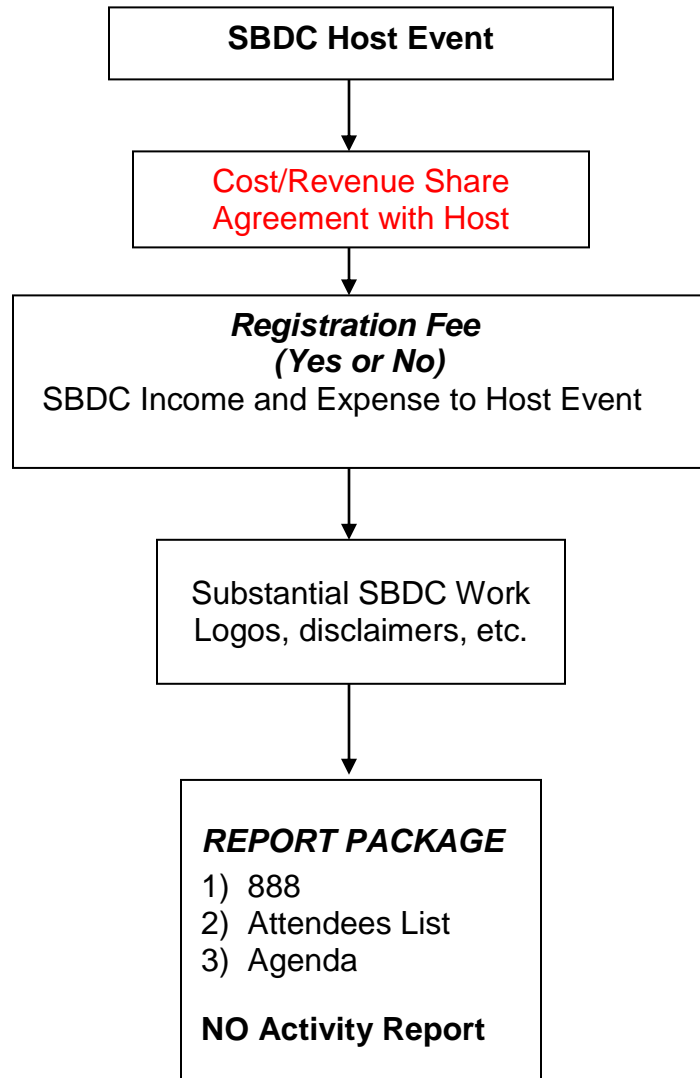 SBDC Host Event
Cost/Revenue Share
Agreement with Host
Registration Fee
(Yes or No)
SBDC Income and Expense to Host Event
Substantial SBDC Work
Logos, disclaimers, etc.
REPORT PACKAGE
1) 888
2) Attendees List
3) Agenda
NO Activity Report